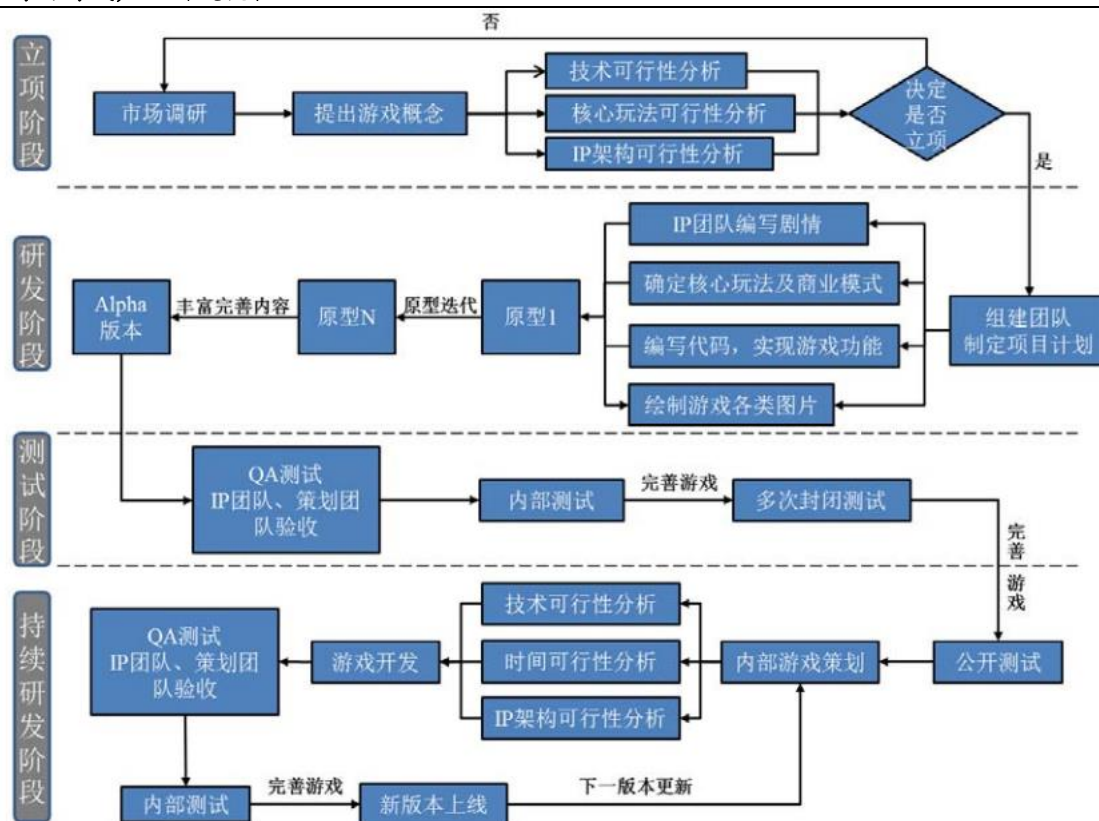 立项阶段
否
市场调研
提出游戏概念
技术可行性分析
核心玩法可行性分析
IP架构可行性分析
决定
是否
立项
是
研发阶段
Alpha
版本
丰富完善内容
原型N
原型迭代
原型1
IP团队编写剧情
确定核心玩法及商业模式
编写代码，实现游戏功能
绘制游戏各类图片
组建团队
制定项目计划
测试阶段
QA测试
IP团队、策划团
队验收
内部测试
完善游戏
多次封闭测试
完善游戏
持续研发阶段
QA测试
IP团队、策划团
队验收
游戏开发
技术可行性分析
时间可行性分析
IP架构可行性分析
内部游戏策划
公开测试
内部测试
完善游戏
新版本上线
下一版本更新